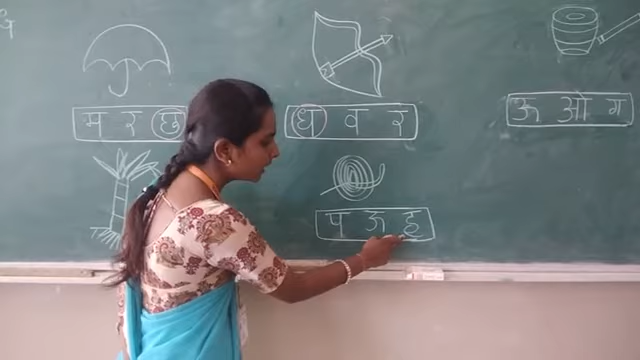 म र छ
ध व र
ऊ ओ ग
प ऊ ह